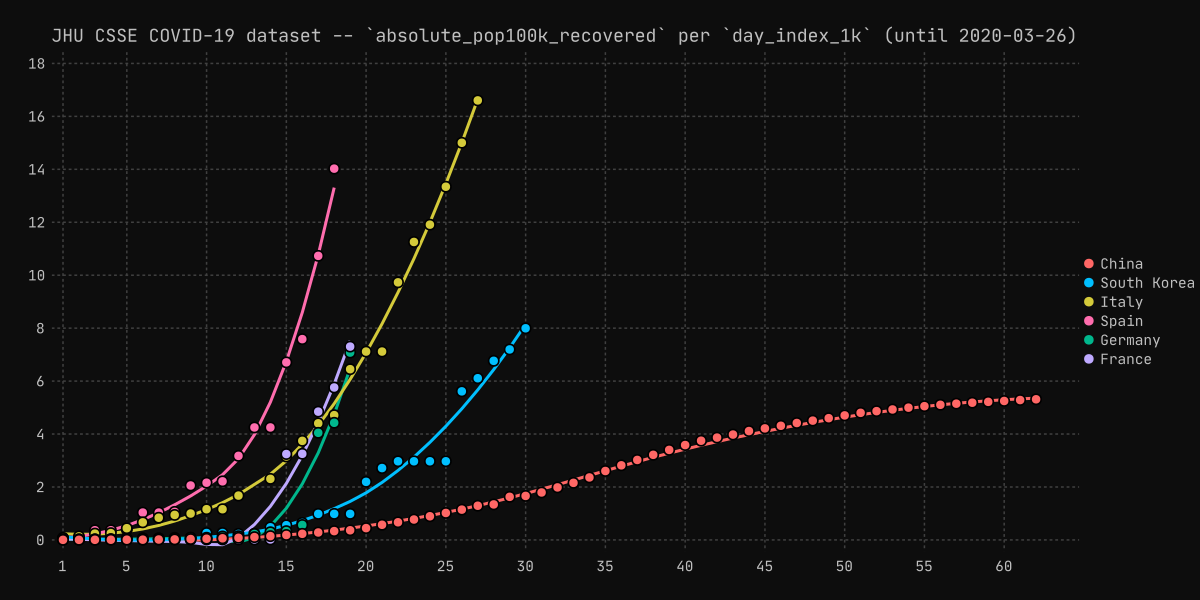 JHU CSSE COVID-19 dataset -- `absolute_pop100k_recovered` per `day_index_1k` (until 2020-03-26)
18
16
14
12
10
8
6
4
2
0
1 5 10 15 20 25 30 35 40 45 50 55 60
China
South Korea
Italy
Spain
Germany
France